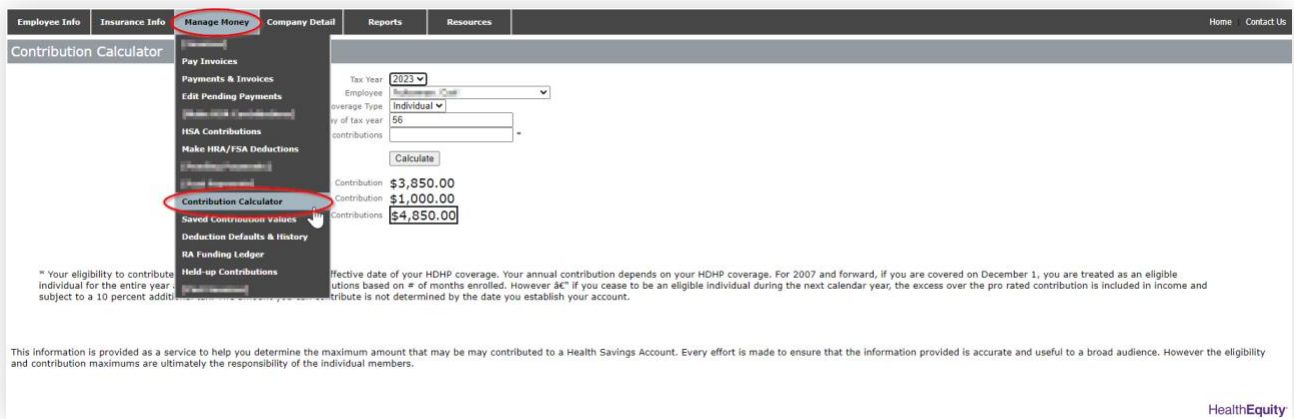 Employee Info Insurance Info Manage Money Company Detail Reports Resources Home Contact Us
Contribution Calculator
Pay Invoices
Payments & Invoices
Edit Pending Payments
HSA Contributions
Make HRA/FSA Deductions
Contribution Calculator
Saved Contribution Values
Deduction Defaults & History
RA Funding Ledger
Held-up Contributions
Tax Year 2023
Employee
overage Type Individual
y of tax year 56
contributions *
Calculate
Contribution $3,850.00
Contribution $1,000.00
Contributions $4,850.00
* Your eligibility to contribute ffective date of your HDHP coverage. Your annual contribution depends on your HDHP coverage. For 2007 and forward, if you are covered on December 1, you are treated as an eligible
individual for the entire year utions based on # of months enrolled. However â€“ if you cease to be an eligible individual during the next calendar year, the excess over the pro rated contribution is included in income and
subject to a 10 percent additi tribute is not determined by the date you establish your account.
This information is provided as a service to help you determine the maximum amount that may be may contributed to a Health Savings Account. Every effort is made to ensure that the information provided is accurate and useful to a broad audience. However the eligibility
and contribution maximums are ultimately the responsibility of the individual members.
HealthEquity